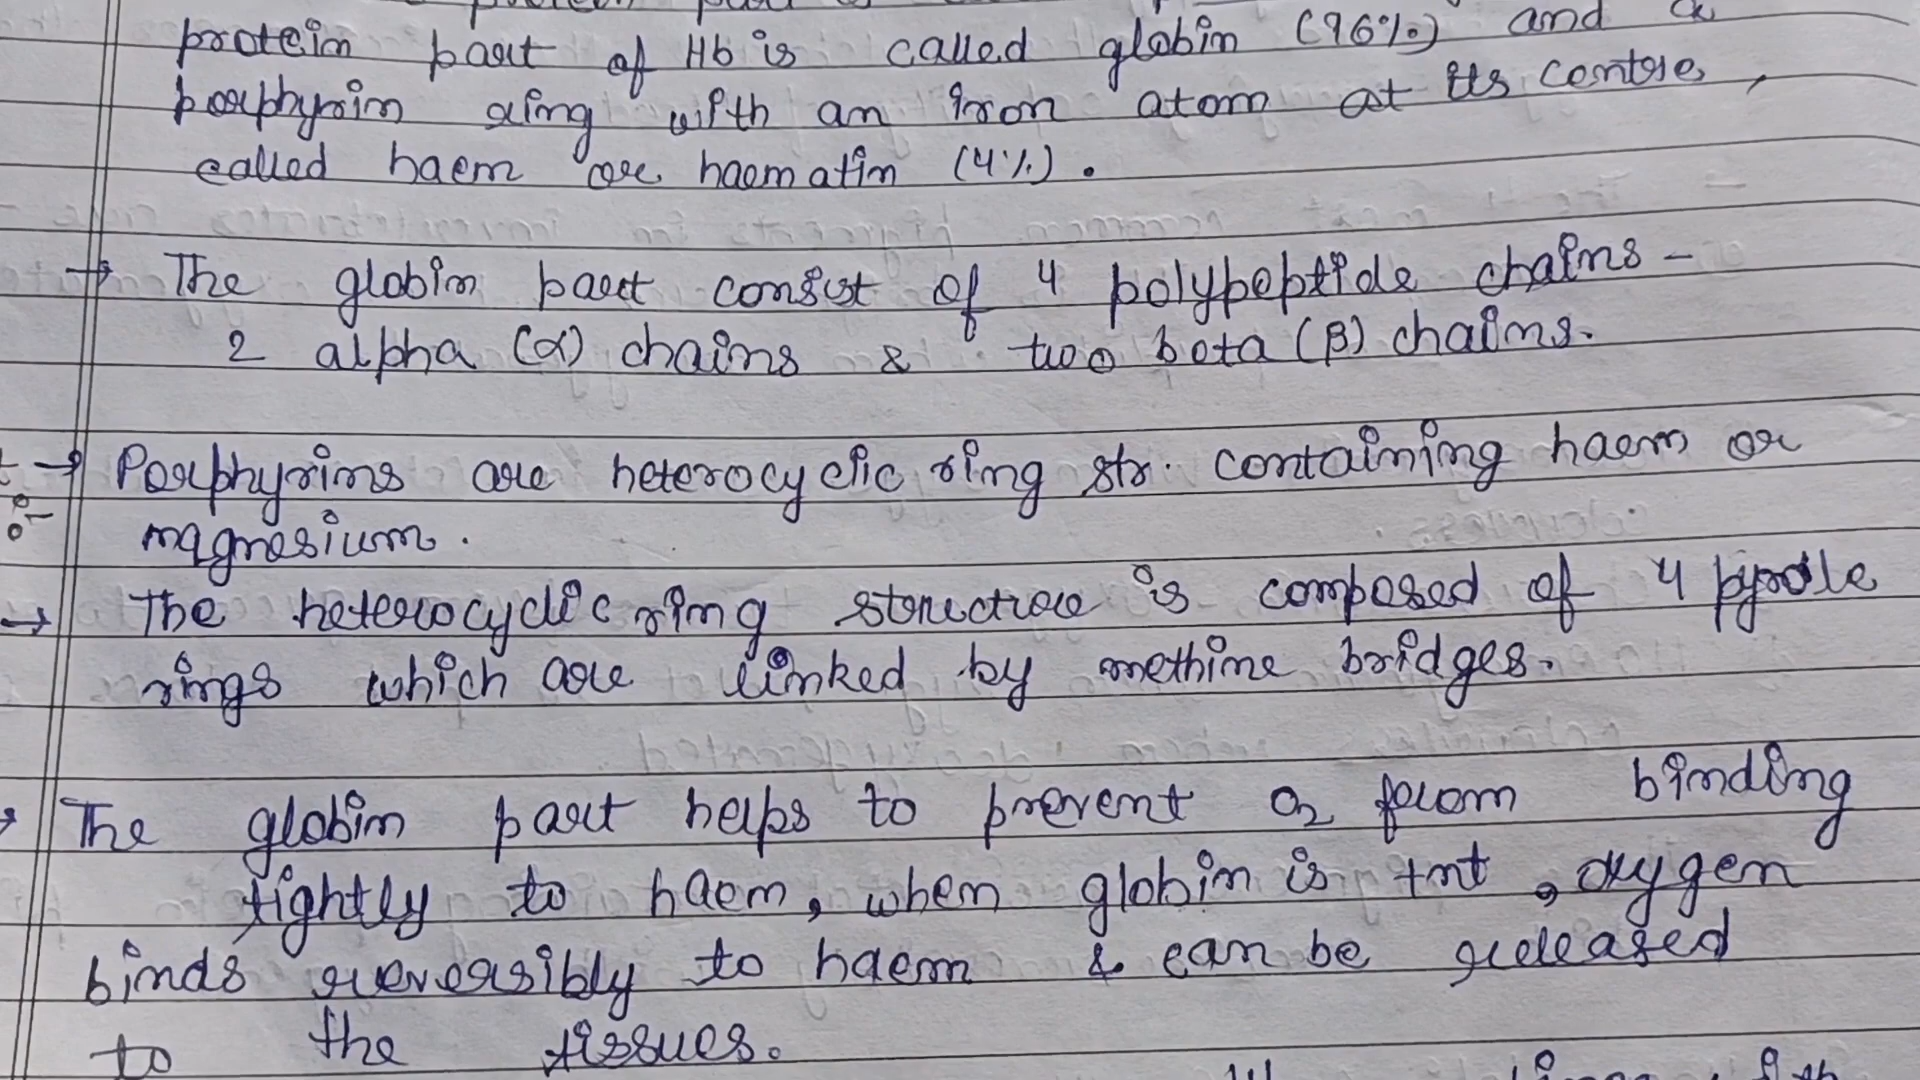 protein part of Hb is called globin (96%) and a
porphyrin ring with an iron atom at its centre,
called haem or haematin (4%).
→ The globin part consist of 4 polypeptide chains -
2 alpha (α) chains & two beta (β) chains.
→ Porphyrins are heterocyclic ring str. containing haem or
magnesium.
→ The heterocyclic ring structure is composed of 4 pyrole
rings which are linked by methine bridges.
→ The globin part helps to prevent O2 from binding
tightly to haem, when globin is tnt, oxygen
binds reversibly to haem & can be released
to the tissues.